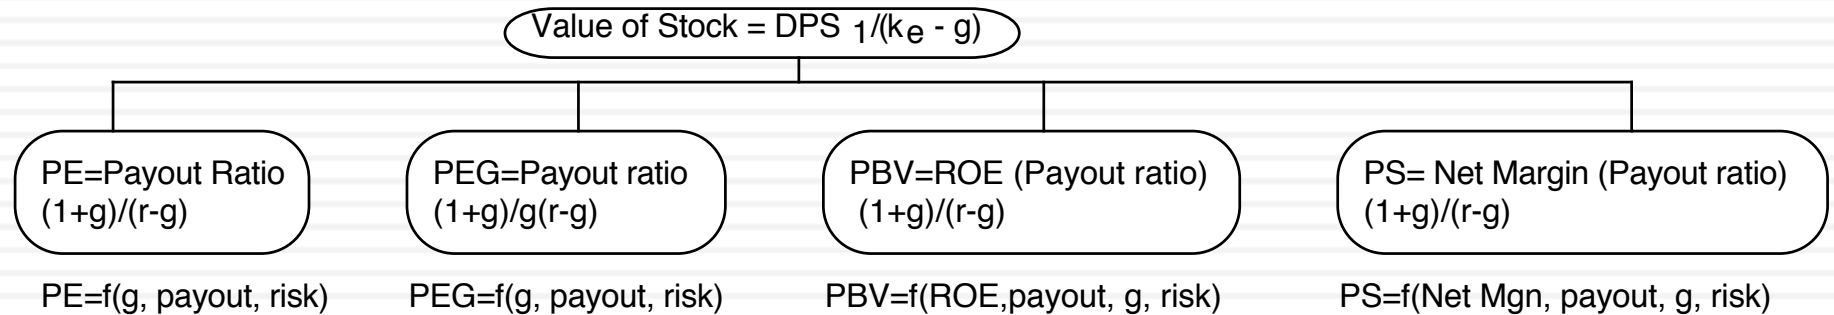 Value of Stock = DPS 1/(ke - g)
PE=Payout Ratio
(1+g)/(r-g)
PEG=Payout ratio
(1+g)/g(r-g)
PBV=ROE (Payout ratio)
(1+g)/(r-g)
PS= Net Margin (Payout ratio)
(1+g)/(r-g)
PE=f(g, payout, risk)
PEG=f(g, payout, risk)
PBV=f(ROE,payout, g, risk)
PS=f(Net Mgn, payout, g, risk)